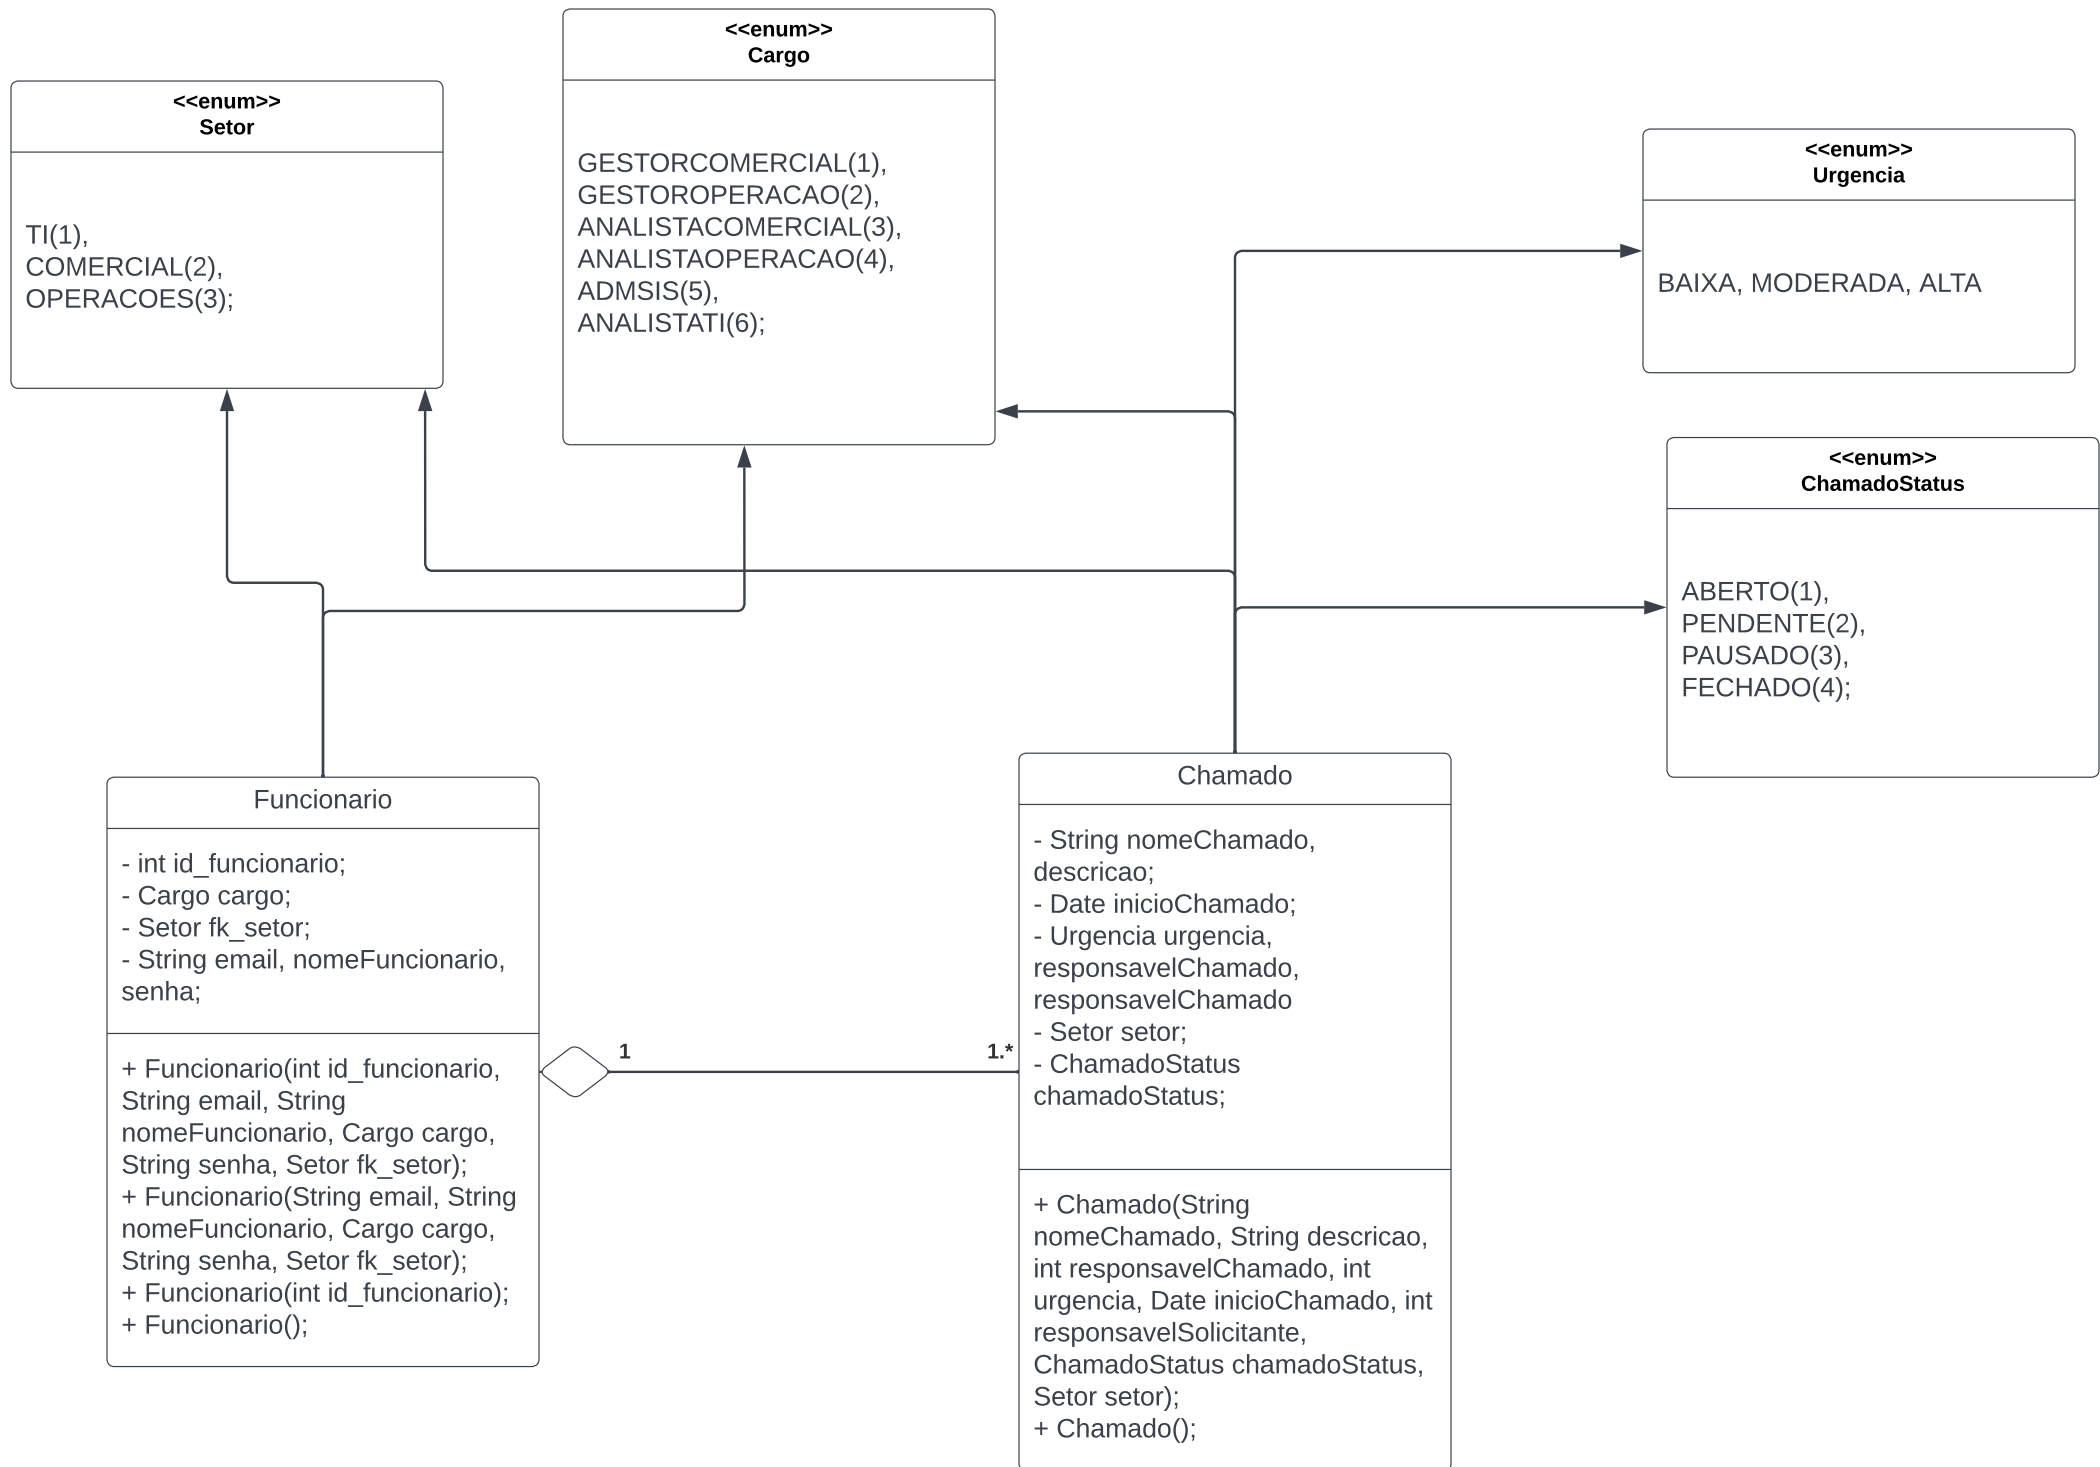 <<enum>>
Cargo
GESTORCOMERCIAL(1),
GESTOROPERACAO(2),
ANALISTACOMERCIAL(3),
ANALISTAOPERACAO(4),
ADMSIS(5),
ANALISTATI(6);
<<enum>>
Setor
TI(1),
COMERCIAL(2),
OPERACOES(3);
<<enum>>
Urgencia
BAIXA, MODERADA, ALTA
<<enum>>
ChamadoStatus
ABERTO(1),
PENDENTE(2),
PAUSADO(3),
FECHADO(4);
Funcionario
- int id_funcionario;
- Cargo cargo;
- Setor fk_setor;
- String email, nomeFuncionario,
senha;
+ Funcionario(int id_funcionario,
String email, String
nomeFuncionario, Cargo cargo,
String senha, Setor fk_setor);
+ Funcionario(String email, String
nomeFuncionario, Cargo cargo,
String senha, Setor fk_setor);
+ Funcionario(int id_funcionario);
+ Funcionario();
1
1.*
Chamado
- String nomeChamado,
descricao;
- Date inicioChamado;
- Urgencia urgencia,
responsavelChamado,
responsavelChamado
- Setor setor;
- ChamadoStatus
chamadoStatus;
+ Chamado(String
nomeChamado, String descricao,
int responsavelChamado, int
urgencia, Date inicioChamado, int
responsavelSolicitante,
ChamadoStatus chamadoStatus,
Setor setor);
+ Chamado();